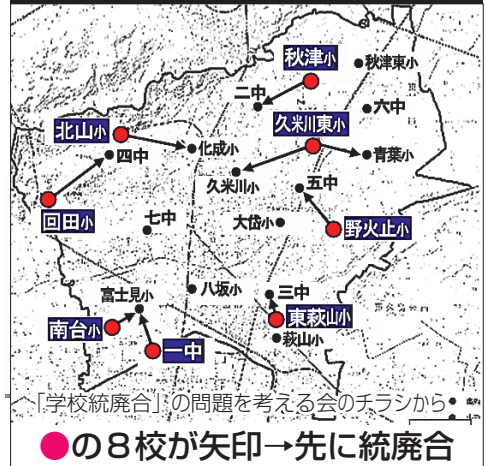 秋津小
秋津東小
二中
六中
北山小
久米川東小
四中
化成小
青葉小
久米川小
五中
回田小
七中
大岱小
野火止小
富士見小
八坂小
三中
南台小
東萩山小
一中
萩山小
「学校統廃合」の問題を考える会のチラシから
●の8校が矢印→先に統廃合